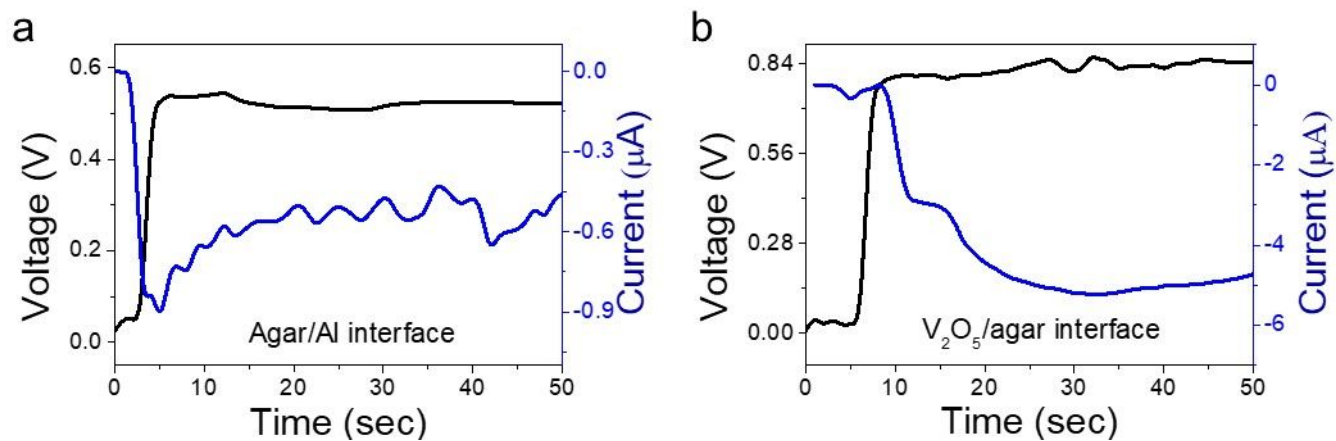 a
0.6
0.4
0.2
0.0
Voltage (V)
0.0
-0.3
-0.6
-0.9
Current (μA)
Agar/Al interface
0 10 20 30 40 50
Time (sec)
b
0.84
0.56
0.28
0.00
Voltage (V)
0
-2
-4
-6
Current (μA)
V₂O₅/agar interface
0 10 20 30 40 50
Time (sec)